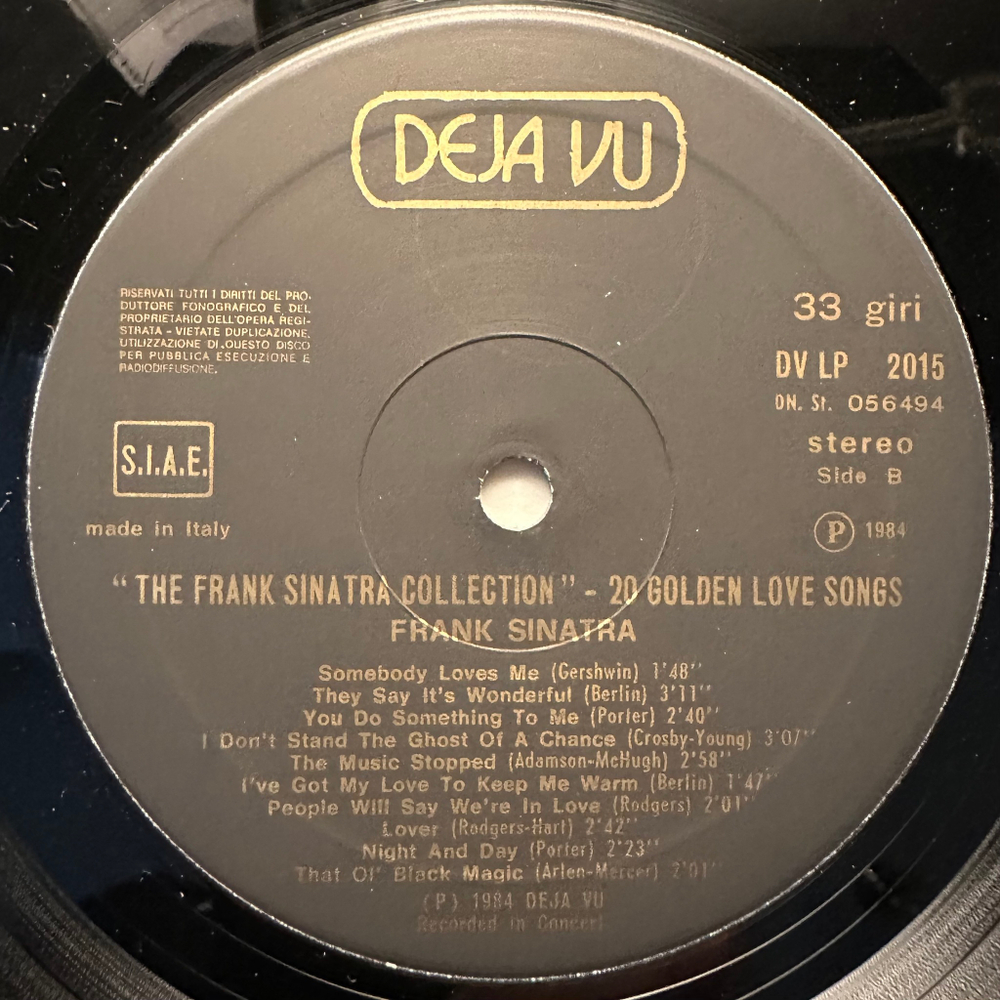 DEJA VU
RISERVATI TUTTI I DIRITTI DEL PRO-
DUTTORE FONOGRAFICO E DEL
PROPRIETARIO DELL'OPERA REGI-
STRATA - VIETATE DUPLICAZIONE,
UTILIZZAZIONE DI QUESTO DISCO
PER PUBBLICA ESECUZIONE E
RADIODIFFUSIONE.
33 giri
DV LP 2015
DN. St. 056494
stereo
Side B
S.I.A.E.
made in Italy
P 1984
“THE FRANK SINATRA COLLECTION” - 20 GOLDEN LOVE SONGS
FRANK SINATRA
Somebody Loves Me (Gershwin) 1'48''
They Say It's Wonderful (Berlin) 3'11''
You Do Something To Me (Porter) 2'40''
I Don't Stand The Ghost Of A Chance (Crosby-Young) 3'07''
The Music Stopped (Adamson-McHugh) 2'58''
I've Got My Love To Keep Me Warm (Berlin) 1'47''
People Will Say We're In Love (Rodgers) 2'01''
Lover (Rodgers-Hart) 2'42''
Night And Day (Porter) 2'23''
That Ol' Black Magic (Arlen-Mercer) 2'01''
(P) 1984 DEJA VU
Recorded in Concert